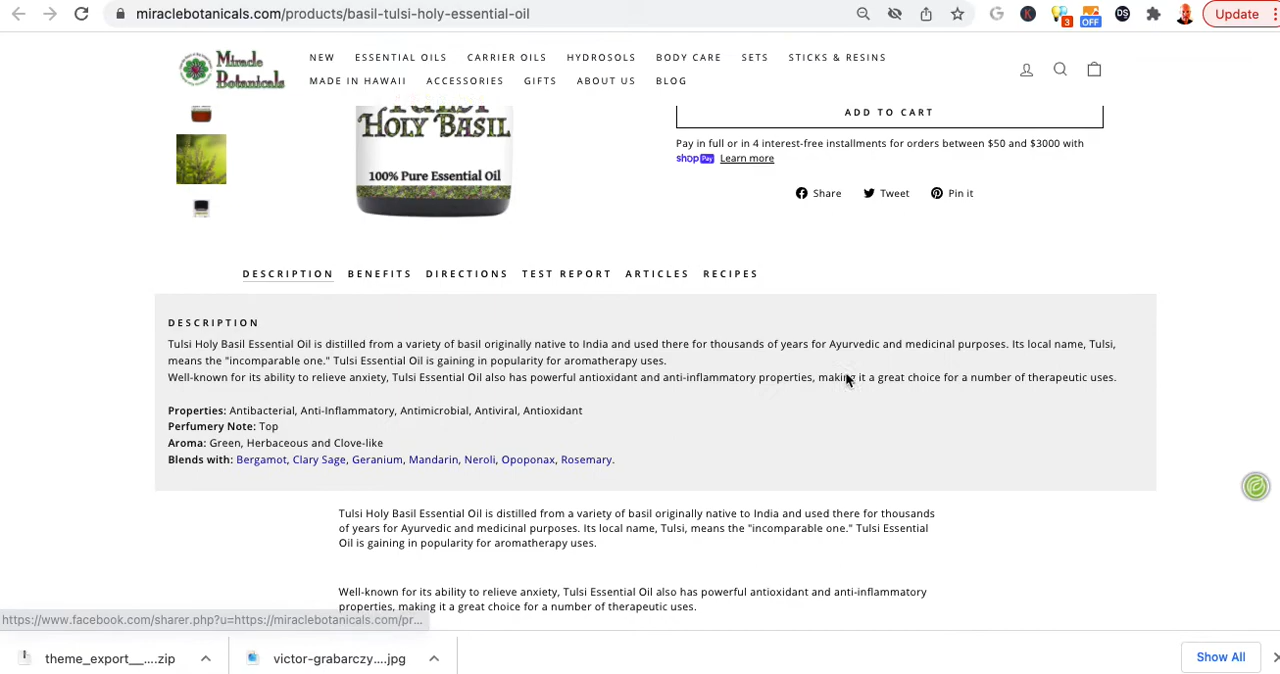 miraclebotanicals.com/products/basil-tulsi-holy-essential-oil
3
OFF
DS
Update
Miracle
Botanicals
NEW ESSENTIAL OILS CARRIER OILS HYDROSOLS BODY CARE SETS STICKS & RESINS
MADE IN HAWAII ACCESSORIES GIFTS ABOUT US BLOG
TULSI
HOLY BASIL
100% Pure Essential Oil
ADD TO CART
Pay in full or in 4 interest-free installments for orders between $50 and $3000 with
shop Pay Learn more
Share Tweet Pin it
DESCRIPTION BENEFITS DIRECTIONS TEST REPORT ARTICLES RECIPES
DESCRIPTION
Tulsi Holy Basil Essential Oil is distilled from a variety of basil originally native to India and used there for thousands of years for Ayurvedic and medicinal purposes. Its local name, Tulsi,
means the "incomparable one." Tulsi Essential Oil is gaining in popularity for aromatherapy uses.
Well-known for its ability to relieve anxiety, Tulsi Essential Oil also has powerful antioxidant and anti-inflammatory properties, making it a great choice for a number of therapeutic uses.
Properties: Antibacterial, Anti-Inflammatory, Antimicrobial, Antiviral, Antioxidant
Perfumery Note: Top
Aroma: Green, Herbaceous and Clove-like
Blends with: Bergamot, Clary Sage, Geranium, Mandarin, Neroli, Opoponax, Rosemary.
Tulsi Holy Basil Essential Oil is distilled from a variety of basil originally native to India and used there for thousands
of years for Ayurvedic and medicinal purposes. Its local name, Tulsi, means the "incomparable one." Tulsi Essential
Oil is gaining in popularity for aromatherapy uses.
Well-known for its ability to relieve anxiety, Tulsi Essential Oil also has powerful antioxidant and anti-inflammatory
properties, making it a great choice for a number of therapeutic uses.
https://www.facebook.com/sharer.php?u=https://miraclebotanicals.com/pr...
theme_export__....zip
victor-grabarczy....jpg
Show All